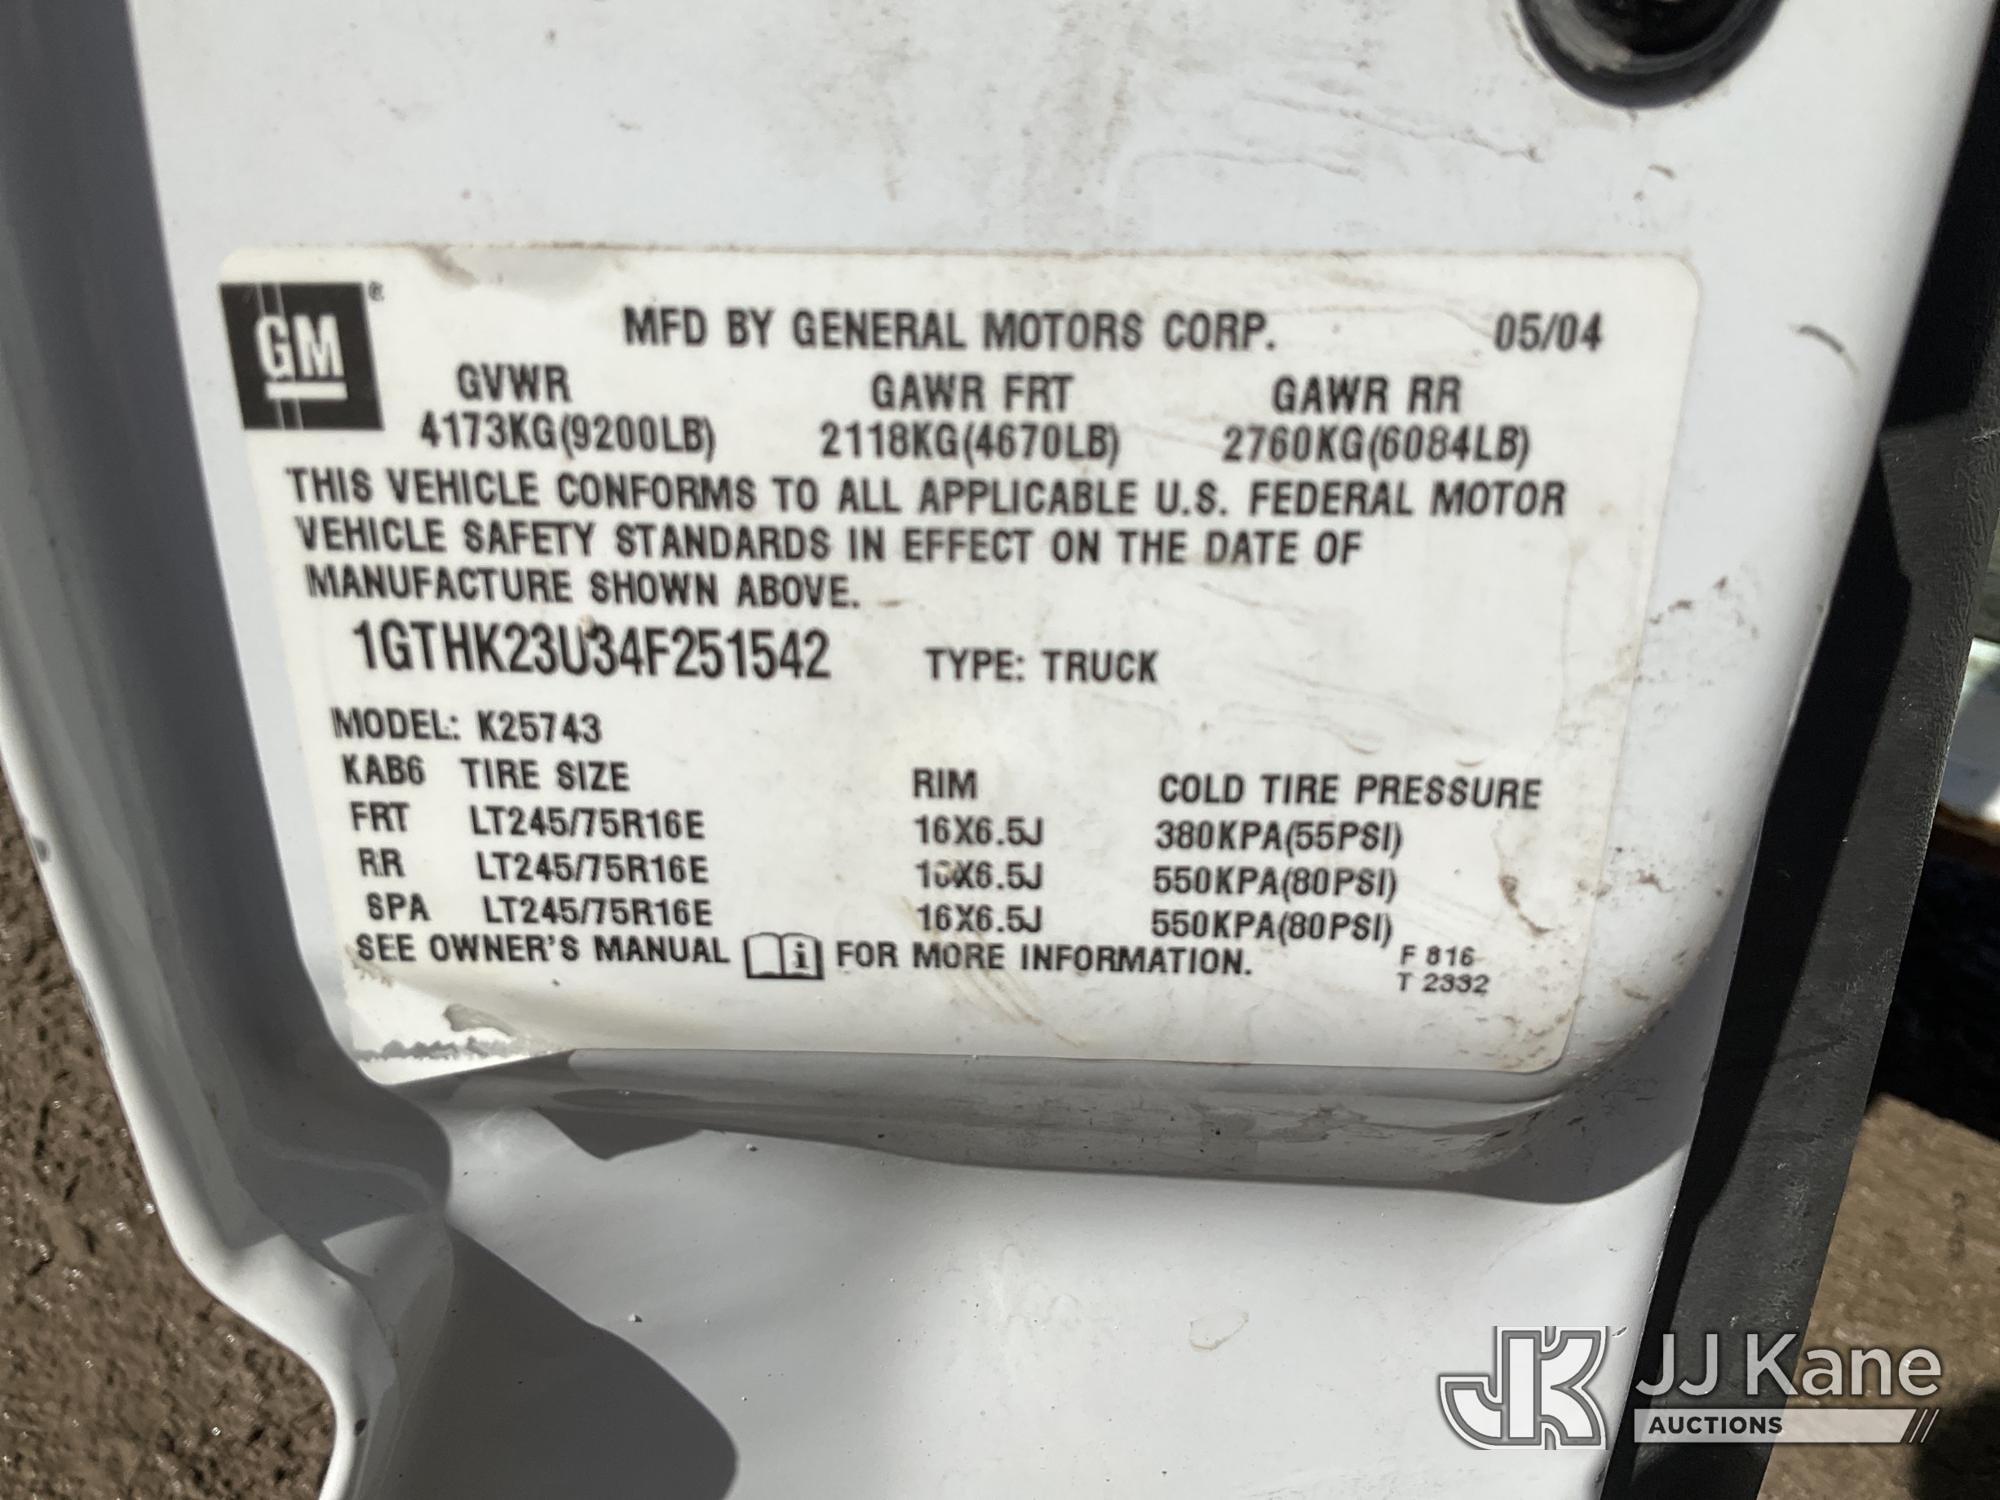 GM ®
MFD BY GENERAL MOTORS CORP. 05/04
GVWR GAWR FRT GAWR RR
4173KG(9200LB) 2118KG(4670LB) 2760KG(6084LB)
THIS VEHICLE CONFORMS TO ALL APPLICABLE U.S. FEDERAL MOTOR
VEHICLE SAFETY STANDARDS IN EFFECT ON THE DATE OF
MANUFACTURE SHOWN ABOVE.
1GTHK23U34F251542 TYPE: TRUCK
MODEL: K25743
KAB6 TIRE SIZE RIM COLD TIRE PRESSURE
FRT LT245/75R16E 16X6.5J 380KPA(55PSI)
RR LT245/75R16E 16X6.5J 550KPA(80PSI)
SPA LT245/75R16E 16X6.5J 550KPA(80PSI)
SEE OWNER'S MANUAL i FOR MORE INFORMATION. F 816
T 2332
JK JJ Kane
AUCTIONS